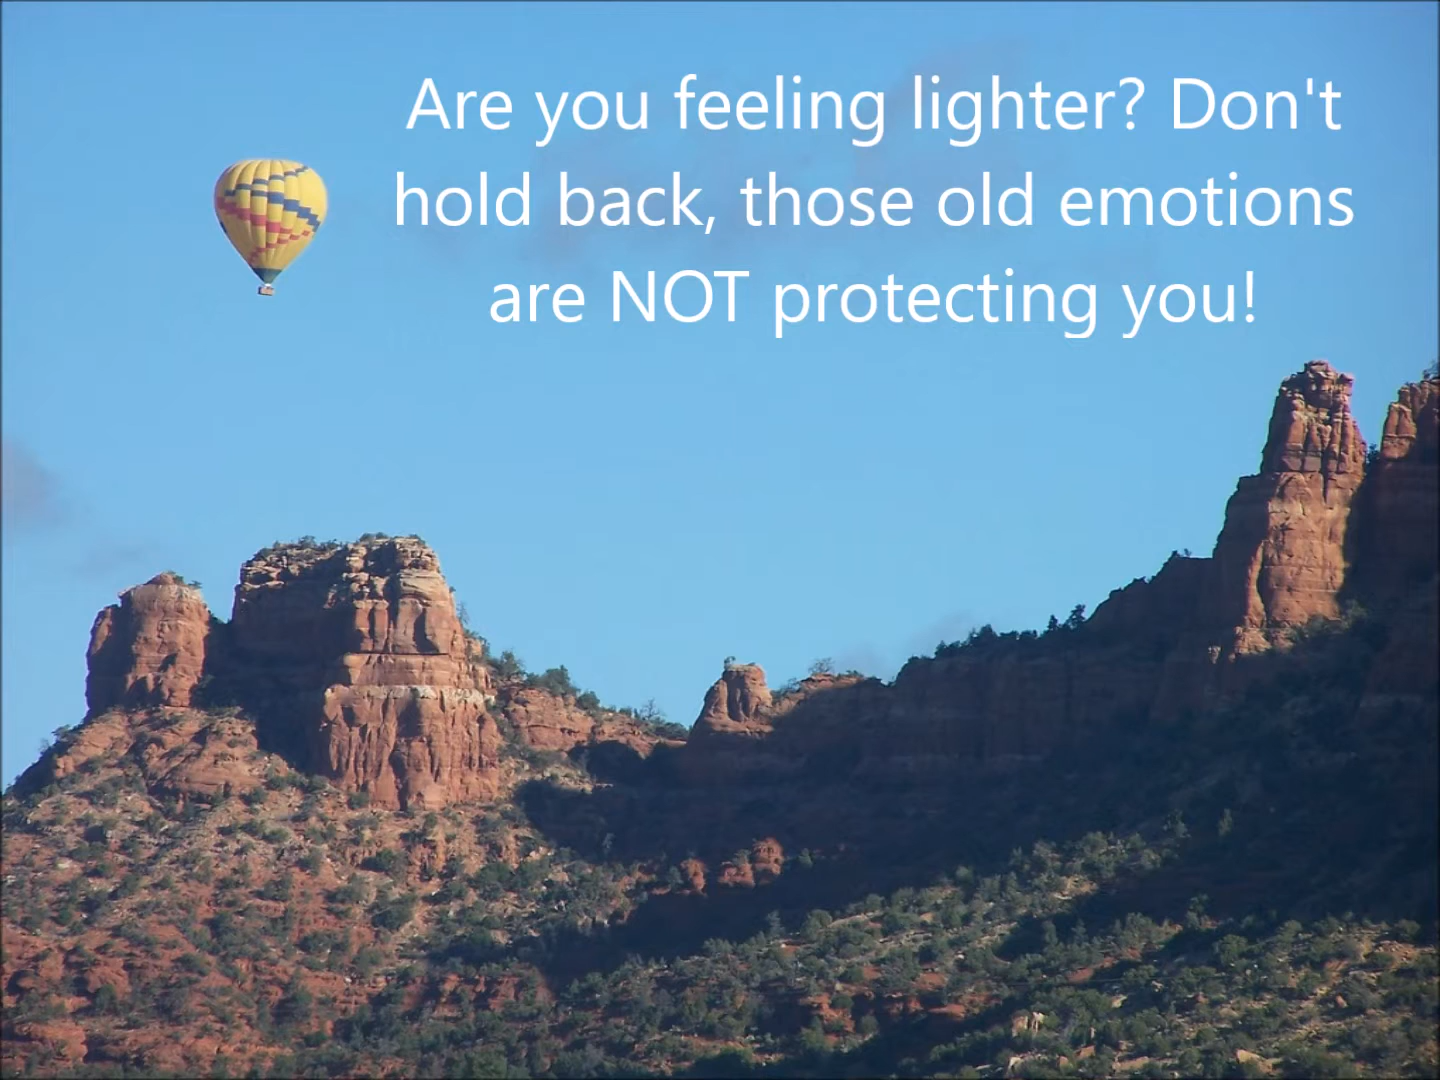 Are you feeling lighter? Don't
hold back, those old emotions
are NOT protecting you!